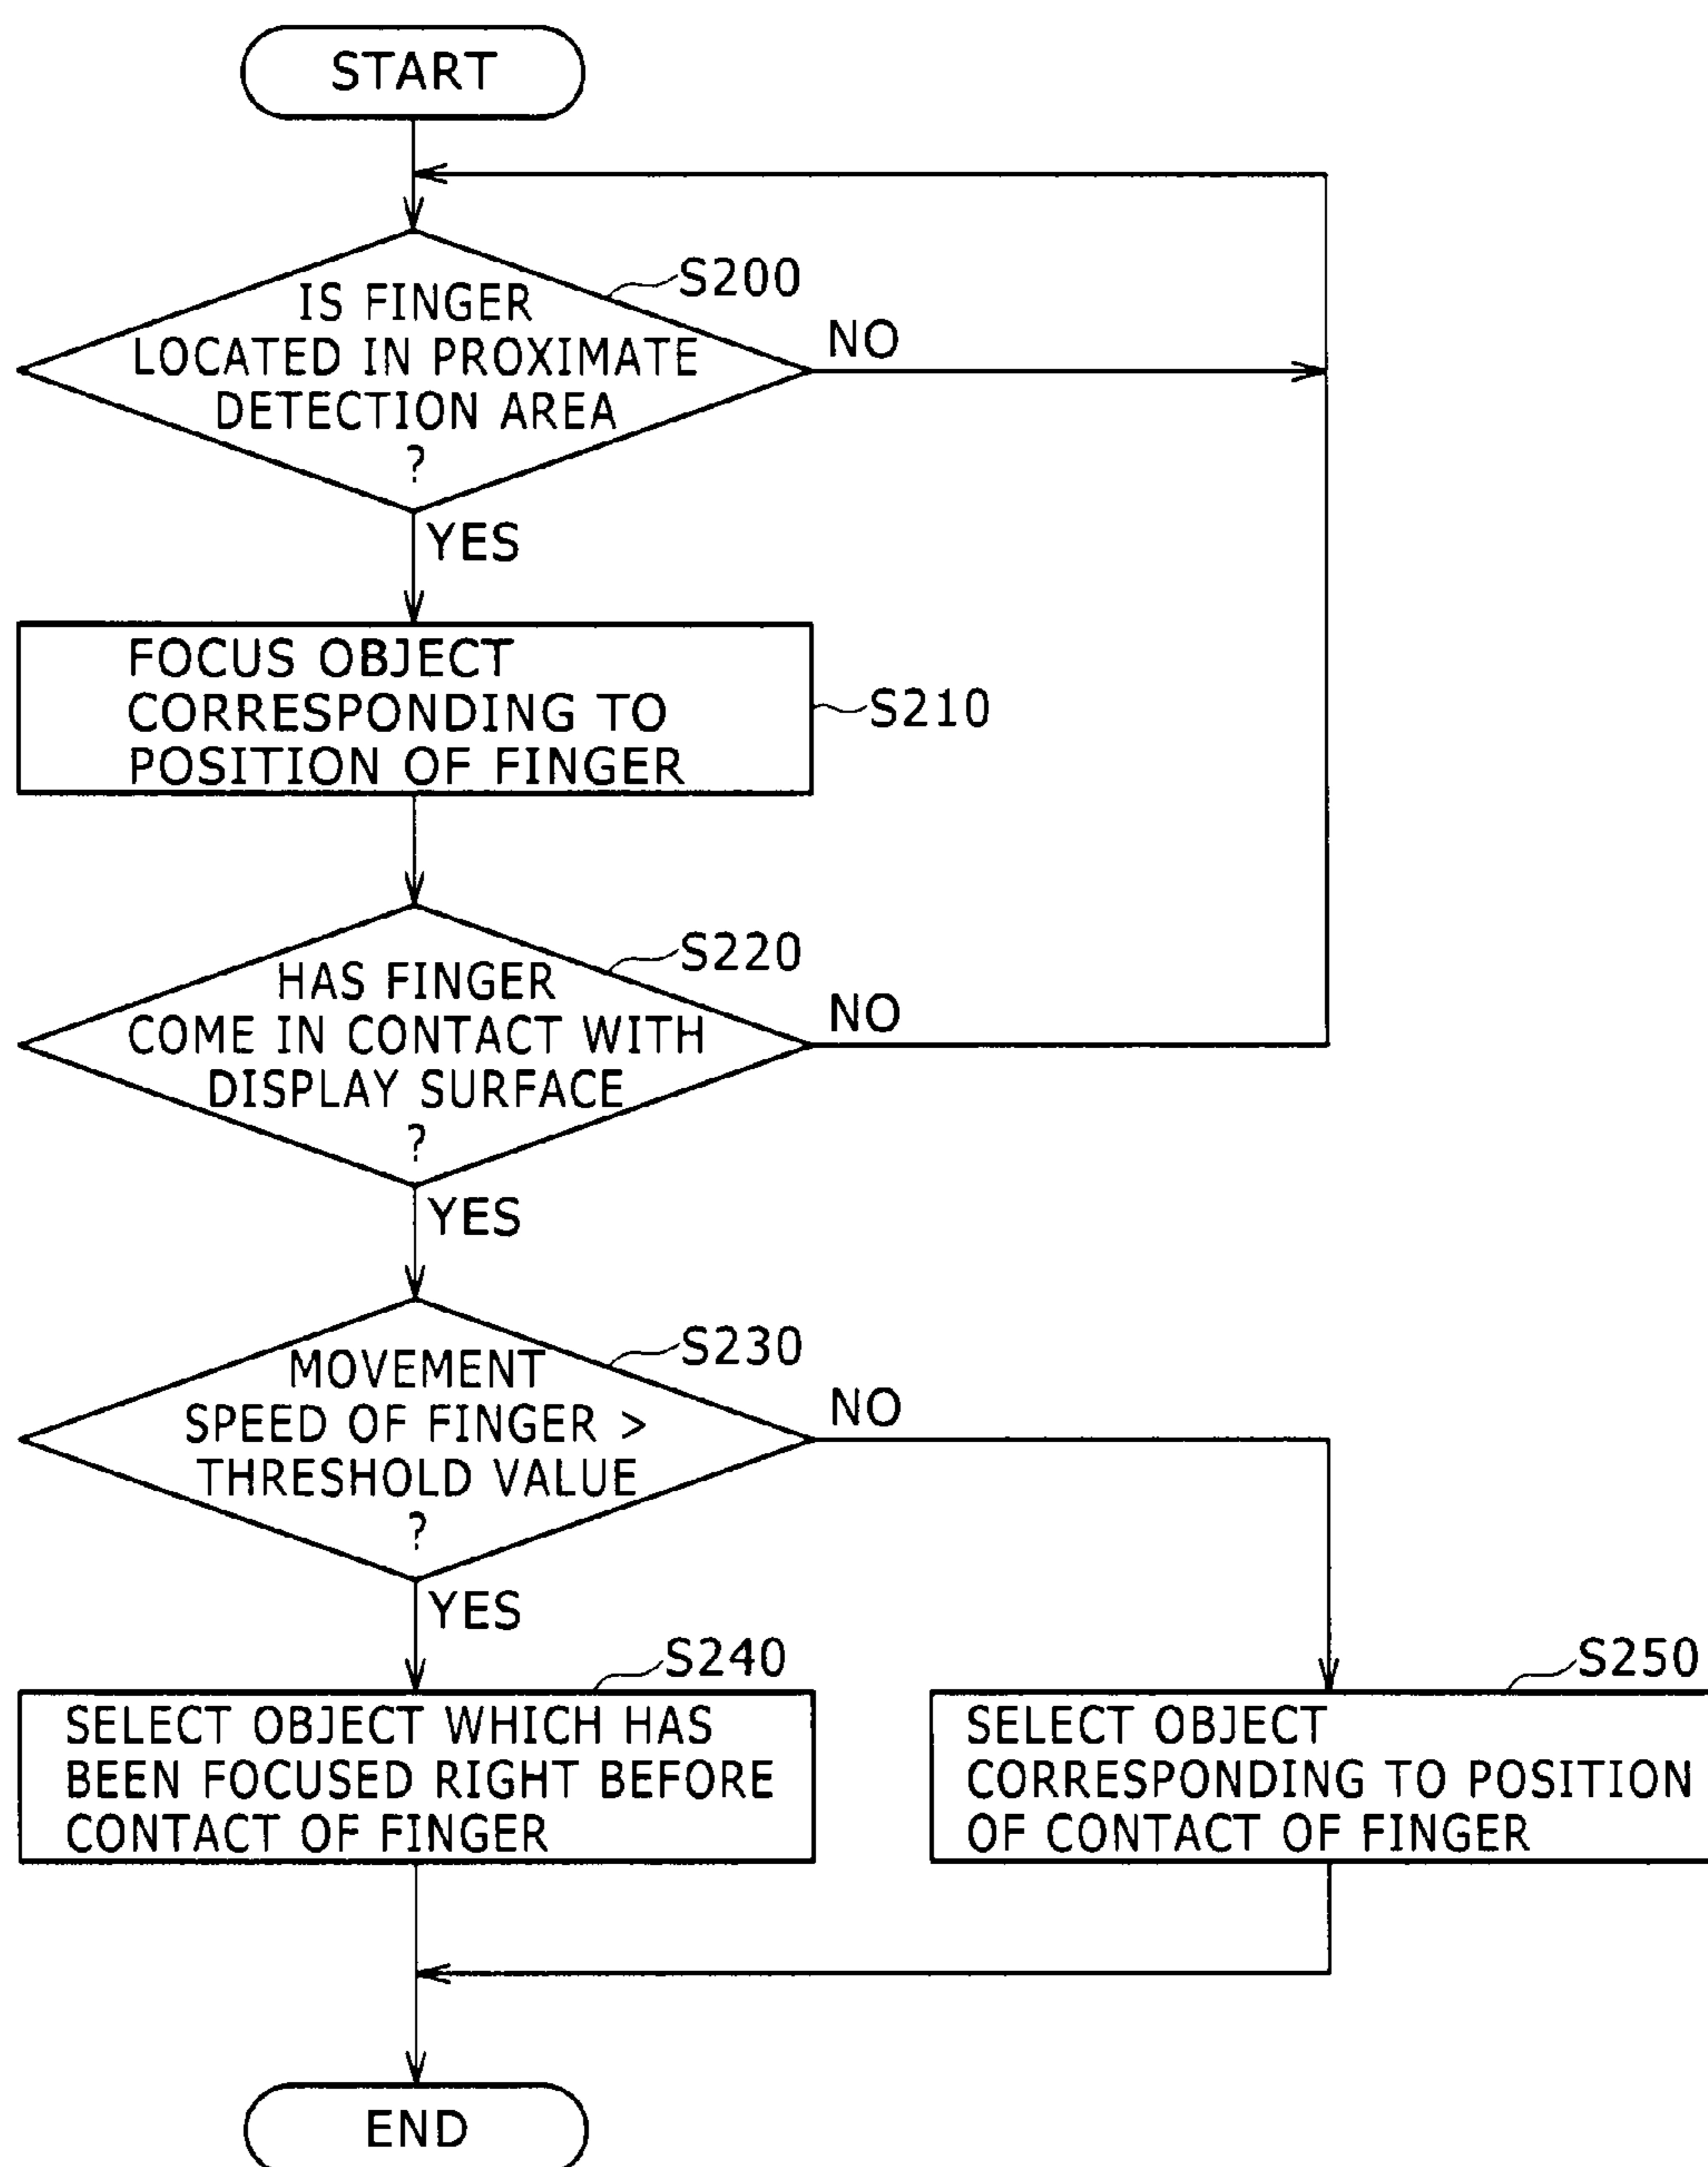 START
S200
IS FINGER
LOCATED IN PROXIMATE
DETECTION AREA
?
NO
YES
FOCUS OBJECT
CORRESPONDING TO
POSITION OF FINGER
S210
S220
HAS FINGER
COME IN CONTACT WITH
DISPLAY SURFACE
?
NO
YES
S230
MOVEMENT
SPEED OF FINGER >
THRESHOLD VALUE
?
NO
YES
S240
SELECT OBJECT WHICH HAS
BEEN FOCUSED RIGHT BEFORE
CONTACT OF FINGER
S250
SELECT OBJECT
CORRESPONDING TO POSITION
OF CONTACT OF FINGER
END